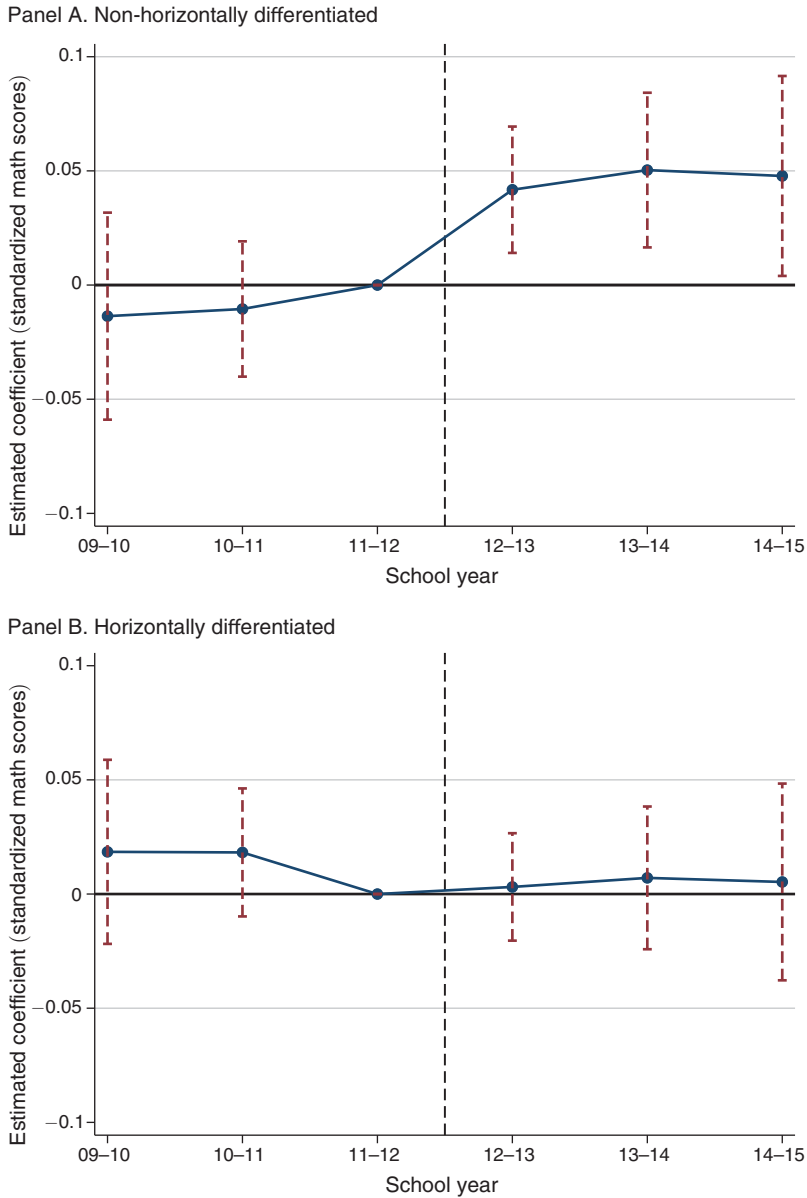 Panel A. Non-horizontally differentiated
Estimated coefficient (standardized math scores)
0.1
0.05
0
−0.05
−0.1
09–10 10–11 11–12 12–13 13–14 14–15
School year
Panel B. Horizontally differentiated
Estimated coefficient (standardized math scores)
0.1
0.05
0
−0.05
−0.1
09–10 10–11 11–12 12–13 13–14 14–15
School year